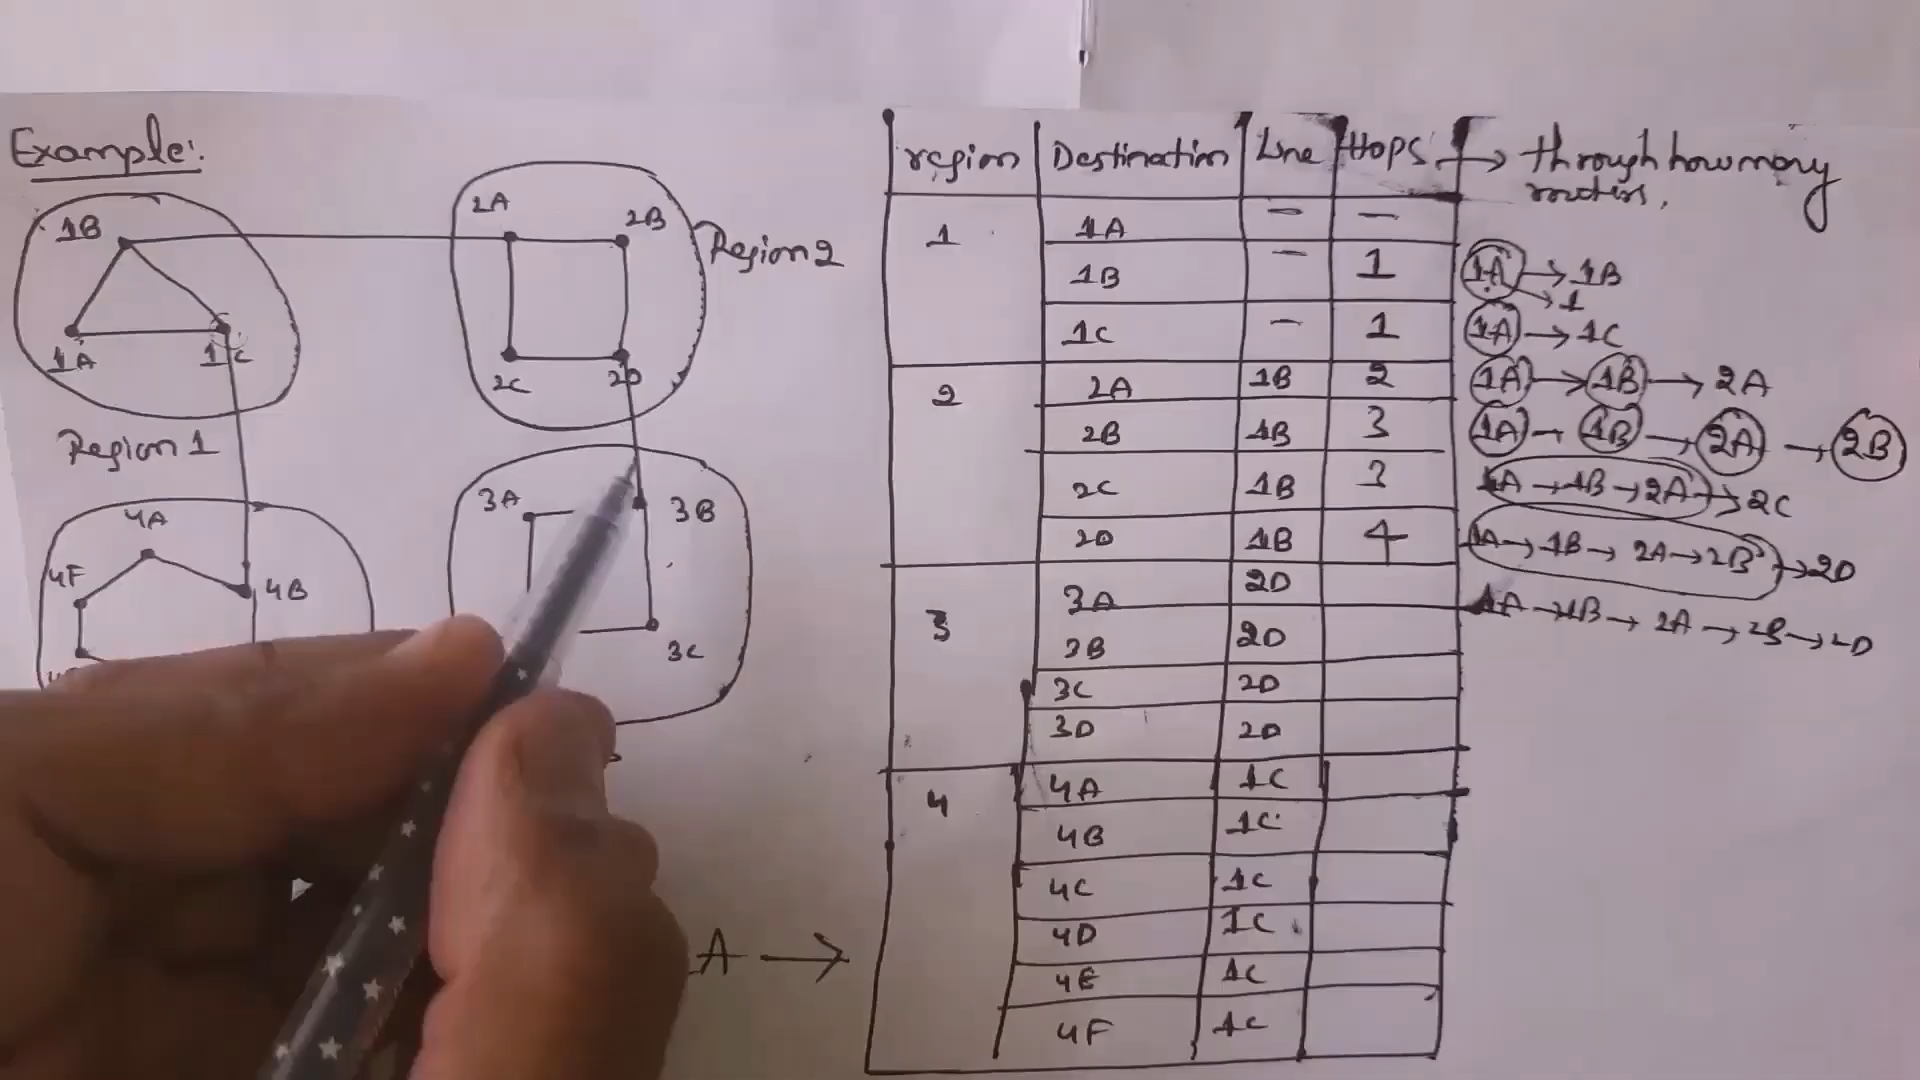 Example:
1B
1A
1C
Region 1
2A
2B
2C
2D
Region 2
3A
3B
3C
4A
4F
4B
A →
region Destination Line Hops → through how many
routers.
1 1A – –
1B – 1 1A → 1B
→ 1
1C – 1 1A → 1C
2 2A 1B 2 1A → 1B → 2A
2B 1B 3 1A → 1B → 2A → 2B
2C 1B 3 1A → 1B → 2A → 2C
2D 1B 4 1A → 1B → 2A → 2B → 2D
3 3A 2D 1A → 1B → 2A → 2B → 2D
3B 2D
3C 2D
3D 2D
4 4A 1C
4B 1C
4C 1C
4D 1C
4E 1C
4F 1C